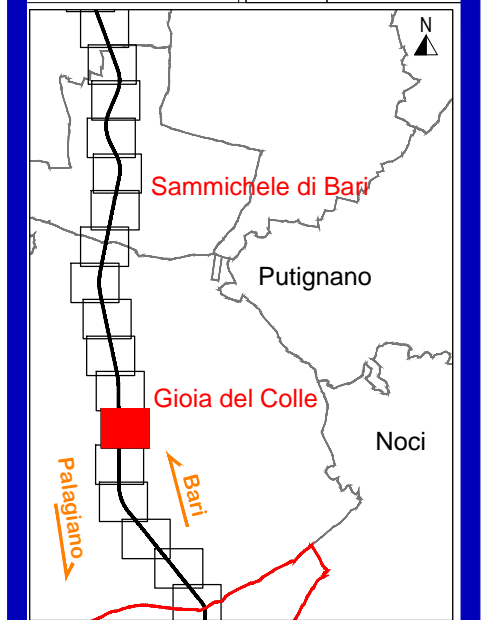 N
Sammichele di Bari
Putignano
Gioia del Colle
Noci
Palagiano
Bari